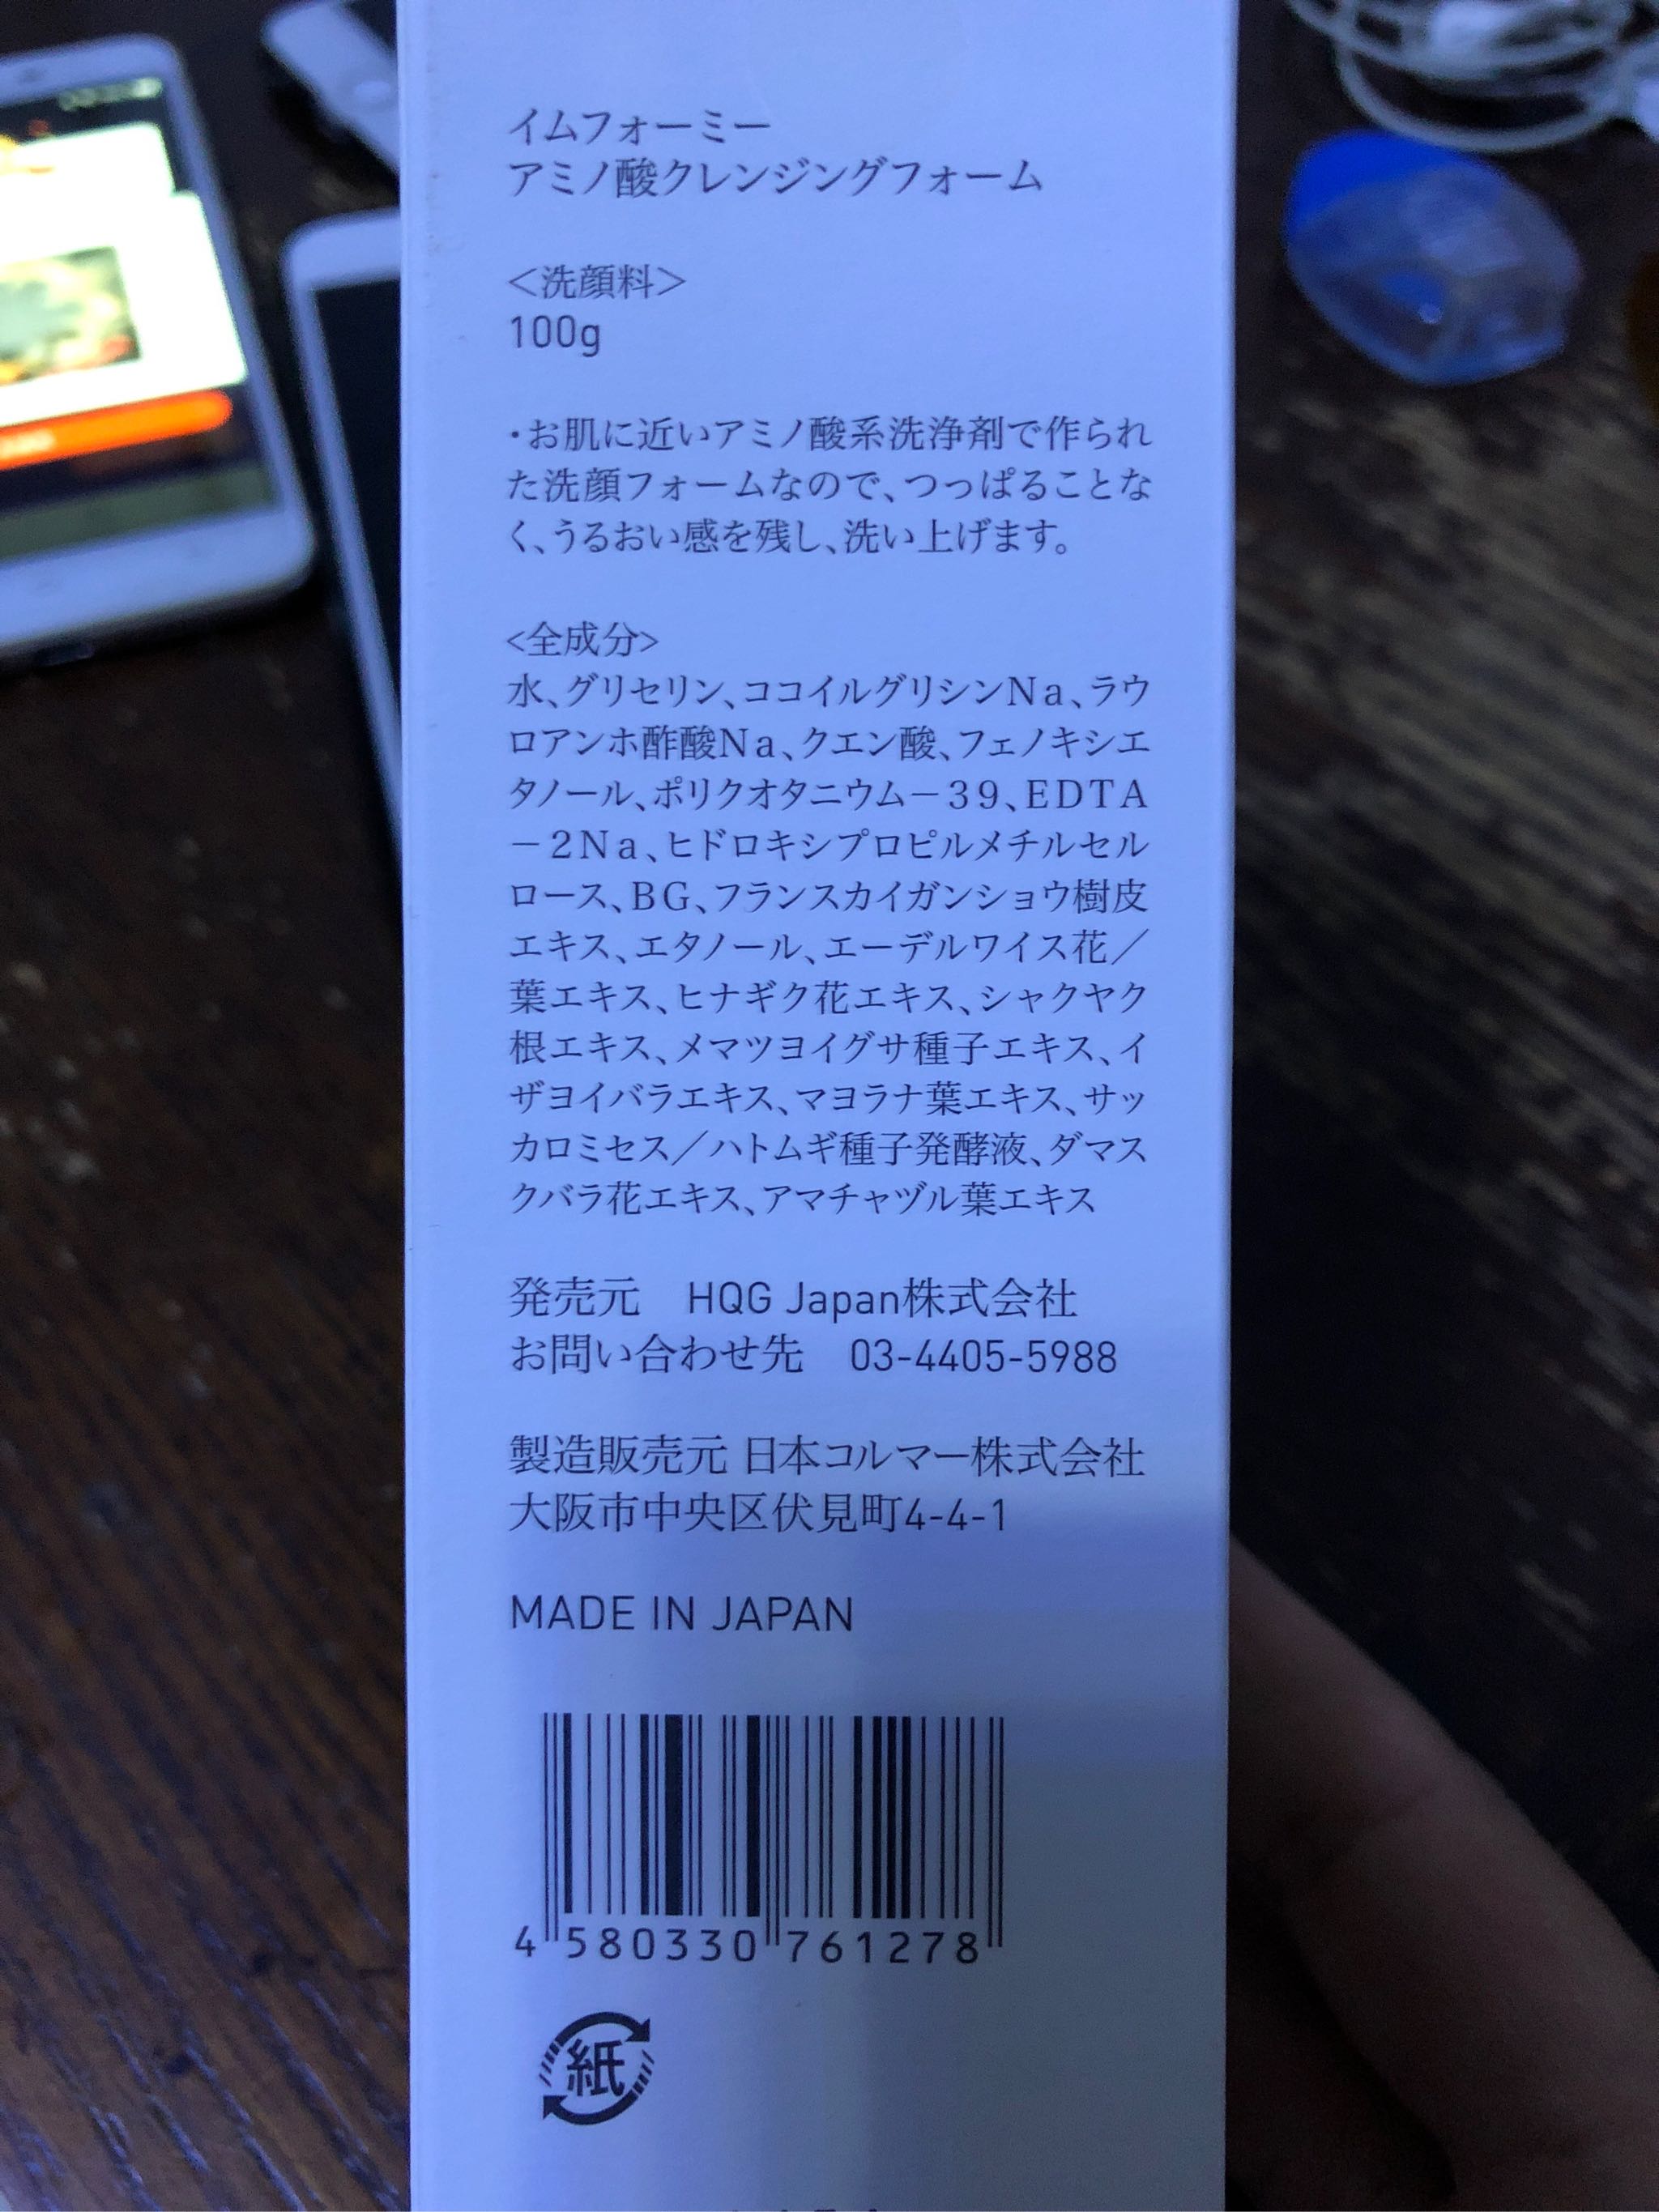 イムフォーミー
アミノ酸クレンジングフォーム
＜洗顔料＞
100g
・お肌に近いアミノ酸系洗浄剤で作られ
た洗顔フォームなので、つっぱることな
く、うるおい感を残し、洗い上げます。
<全成分>
水、グリセリン、ココイルグリシンＮａ、ラウ
ロアンホ酢酸Ｎａ、クエン酸、フェノキシエ
タノール、ポリクオタニウム－３９、ＥＤＴＡ
－２Ｎａ、ヒドロキシプロピルメチルセル
ロース、ＢＧ、フランスカイガンショウ樹皮
エキス、エタノール、エーデルワイス花／
葉エキス、ヒナギク花エキス、シャクヤク
根エキス、メマツヨイグサ種子エキス、イ
ザヨイバラエキス、マヨラナ葉エキス、サッ
カロミセス／ハトムギ種子発酵液、ダマス
クバラ花エキス、アマチャヅル葉エキス
発売元　HQG Japan株式会社
お問い合わせ先　03-4405-5988
製造販売元 日本コルマー株式会社
大阪市中央区伏見町4-4-1
MADE IN JAPAN
4 580330 761278
紙